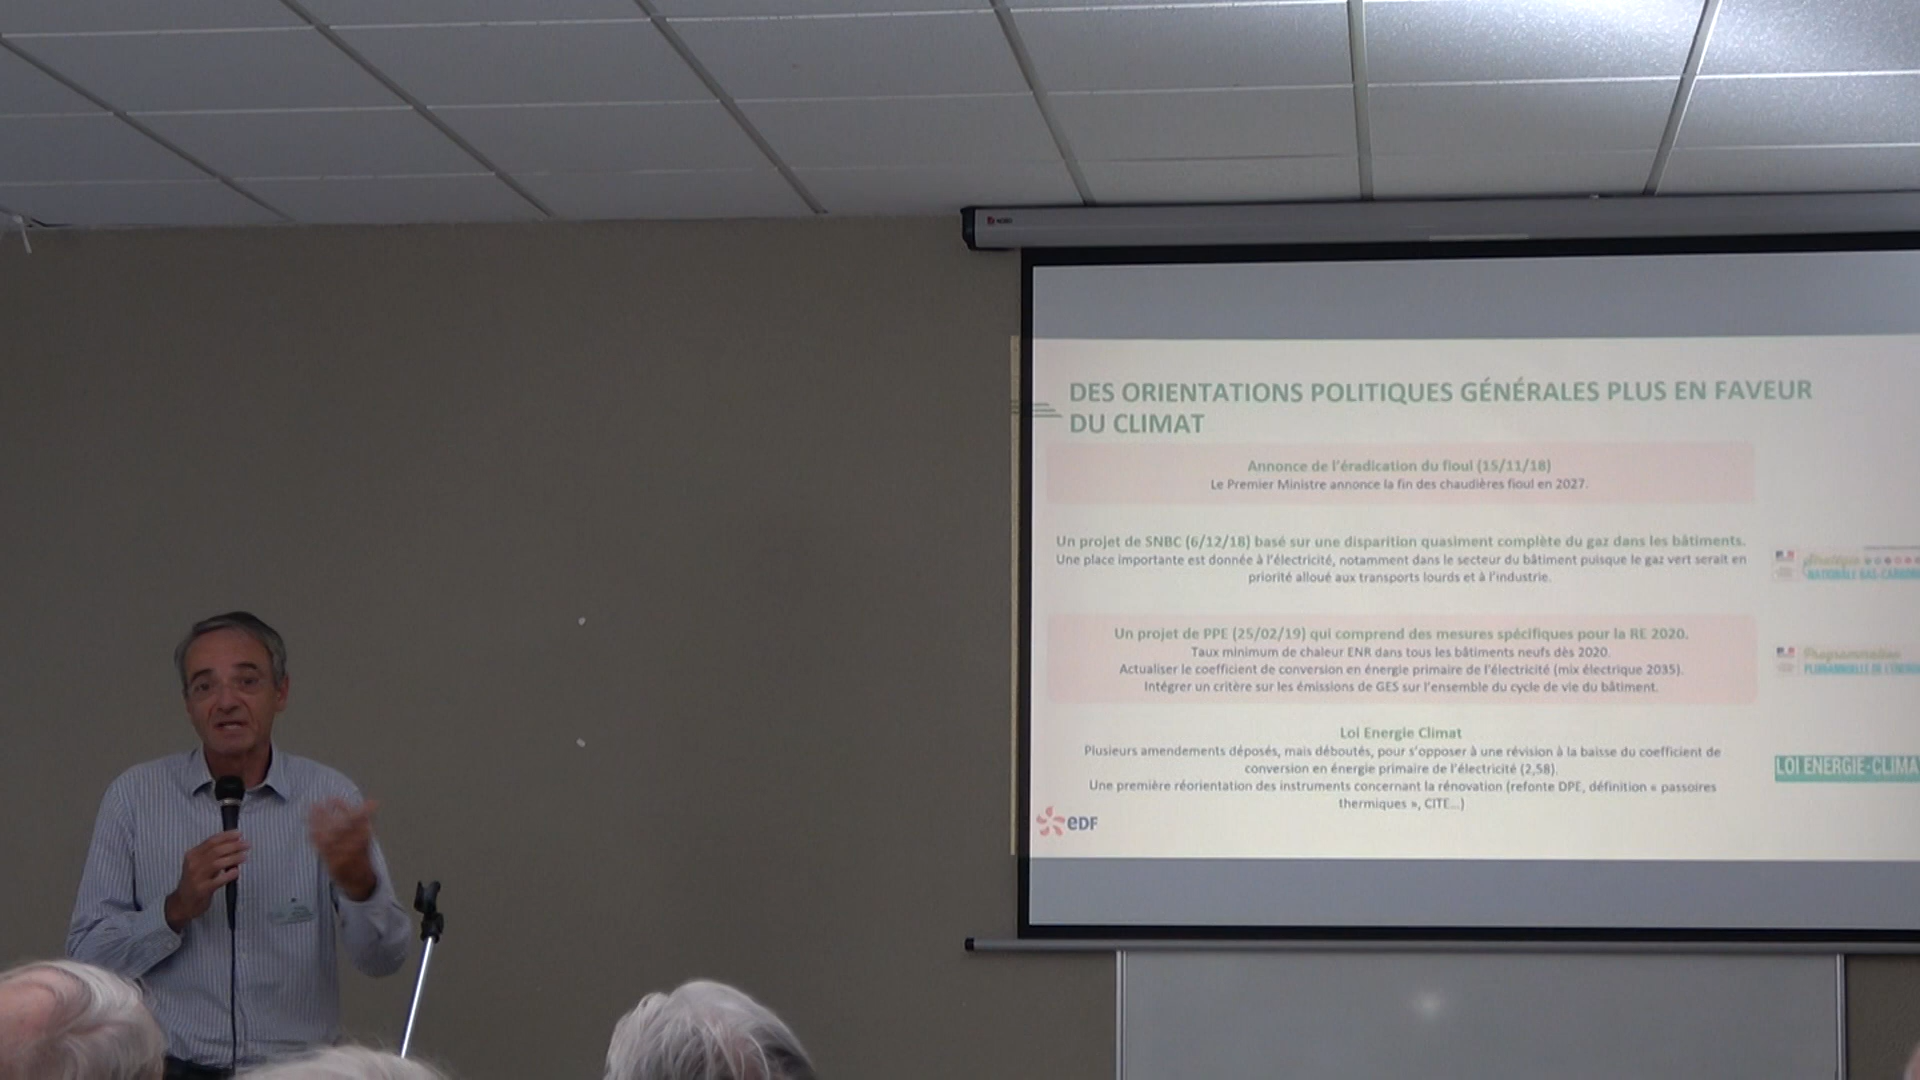 DES ORIENTATIONS POLITIQUES GÉNÉRALES PLUS EN FAVEUR
DU CLIMAT
Annonce de l'éradication du fioul (15/11/18)
Le Premier Ministre annonce la fin des chaudières fioul en 2027.
Un projet de SNBC (6/12/18) basé sur une disparition quasiment complète du gaz dans les bâtiments.
Une place importante est donnée à l'électricité, notamment dans le secteur du bâtiment puisque le gaz vert serait en
priorité alloué aux transports lourds et à l'industrie.
Un projet de PPE (25/02/19) qui comprend des mesures spécifiques pour la RE 2020.
Taux minimum de chaleur ENR dans tous les bâtiments neufs dès 2020.
Actualiser le coefficient de conversion en énergie primaire de l'électricité (mix électrique 2035).
Intégrer un critère sur les émissions de GES sur l'ensemble du cycle de vie du bâtiment.
Loi Energie Climat
Plusieurs amendements déposés, mais déboutés, pour s'opposer à une révision à la baisse du coefficient de
conversion en énergie primaire de l'électricité (2,58).
Une première réorientation des instruments concernant la rénovation (refonte DPE, définition « passoires
thermiques », CITE...)
LOI ENERGIE-CLIMA
eDF